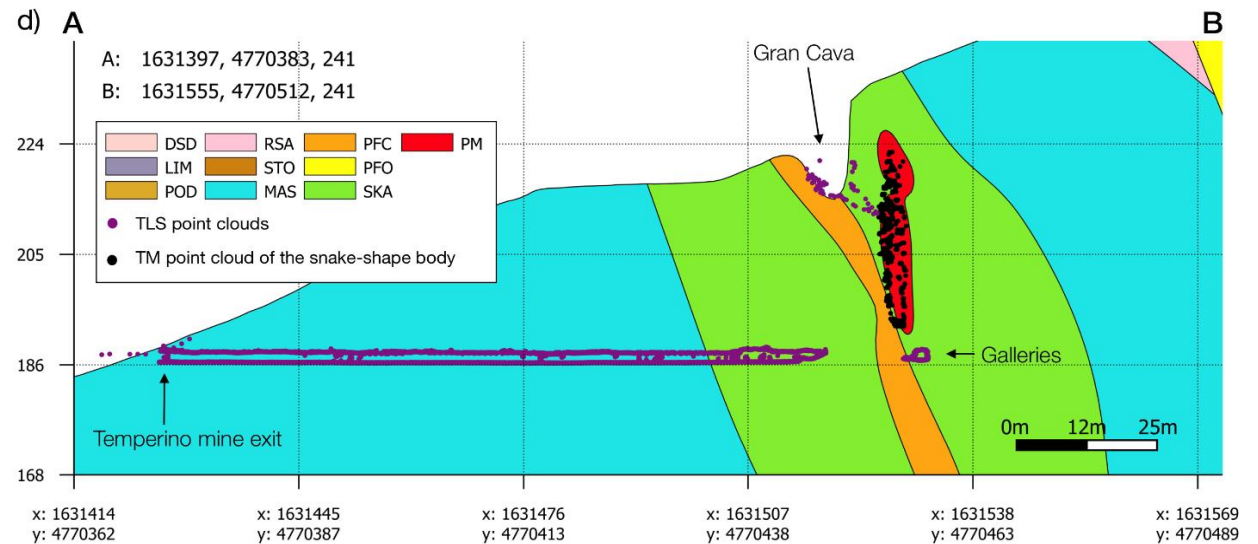 d) A B
A: 1631397, 4770383, 241
B: 1631555, 4770512, 241
Gran Cava
DSD RSA PFC PM
LIM STO PFO
POD MAS SKA
TLS point clouds
TM point cloud of the snake-shape body
224
205
186
168
Galleries
Temperino mine exit
0m 12m 25m
x: 1631414 x: 1631445 x: 1631476 x: 1631507 x: 1631538 x: 1631569
y: 4770362 y: 4770387 y: 4770413 y: 4770438 y: 4770463 y: 4770489